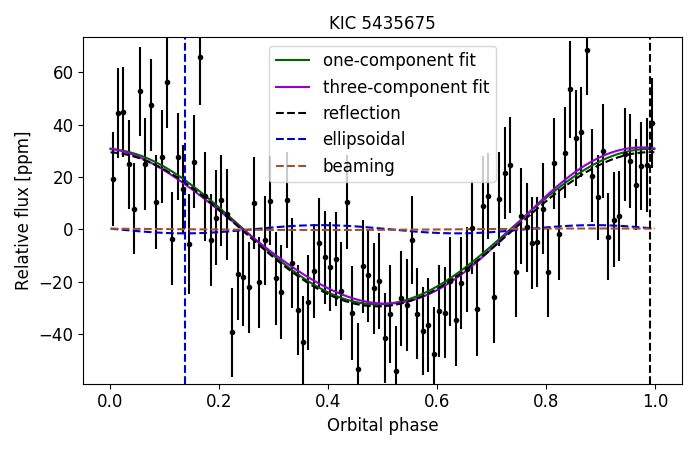 KIC 5435675
one-component fit
three-component fit
reflection
ellipsoidal
beaming
Relative flux [ppm]
60
40
20
0
−20
−40
0.0 0.2 0.4 0.6 0.8 1.0
Orbital phase